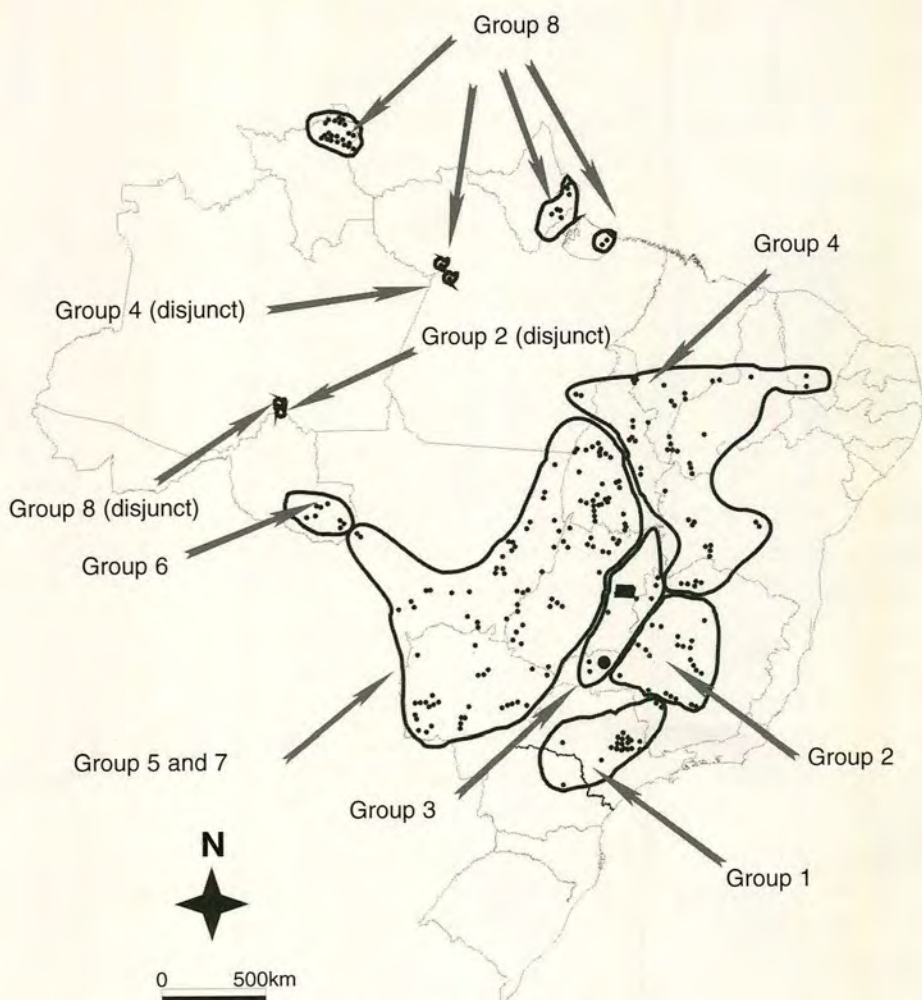 Group 8
Group 4
Group 4 (disjunct)
Group 2 (disjunct)
Group 8 (disjunct)
Group 6
Group 5 and 7
Group 2
Group 3
Group 1
N
0 500km